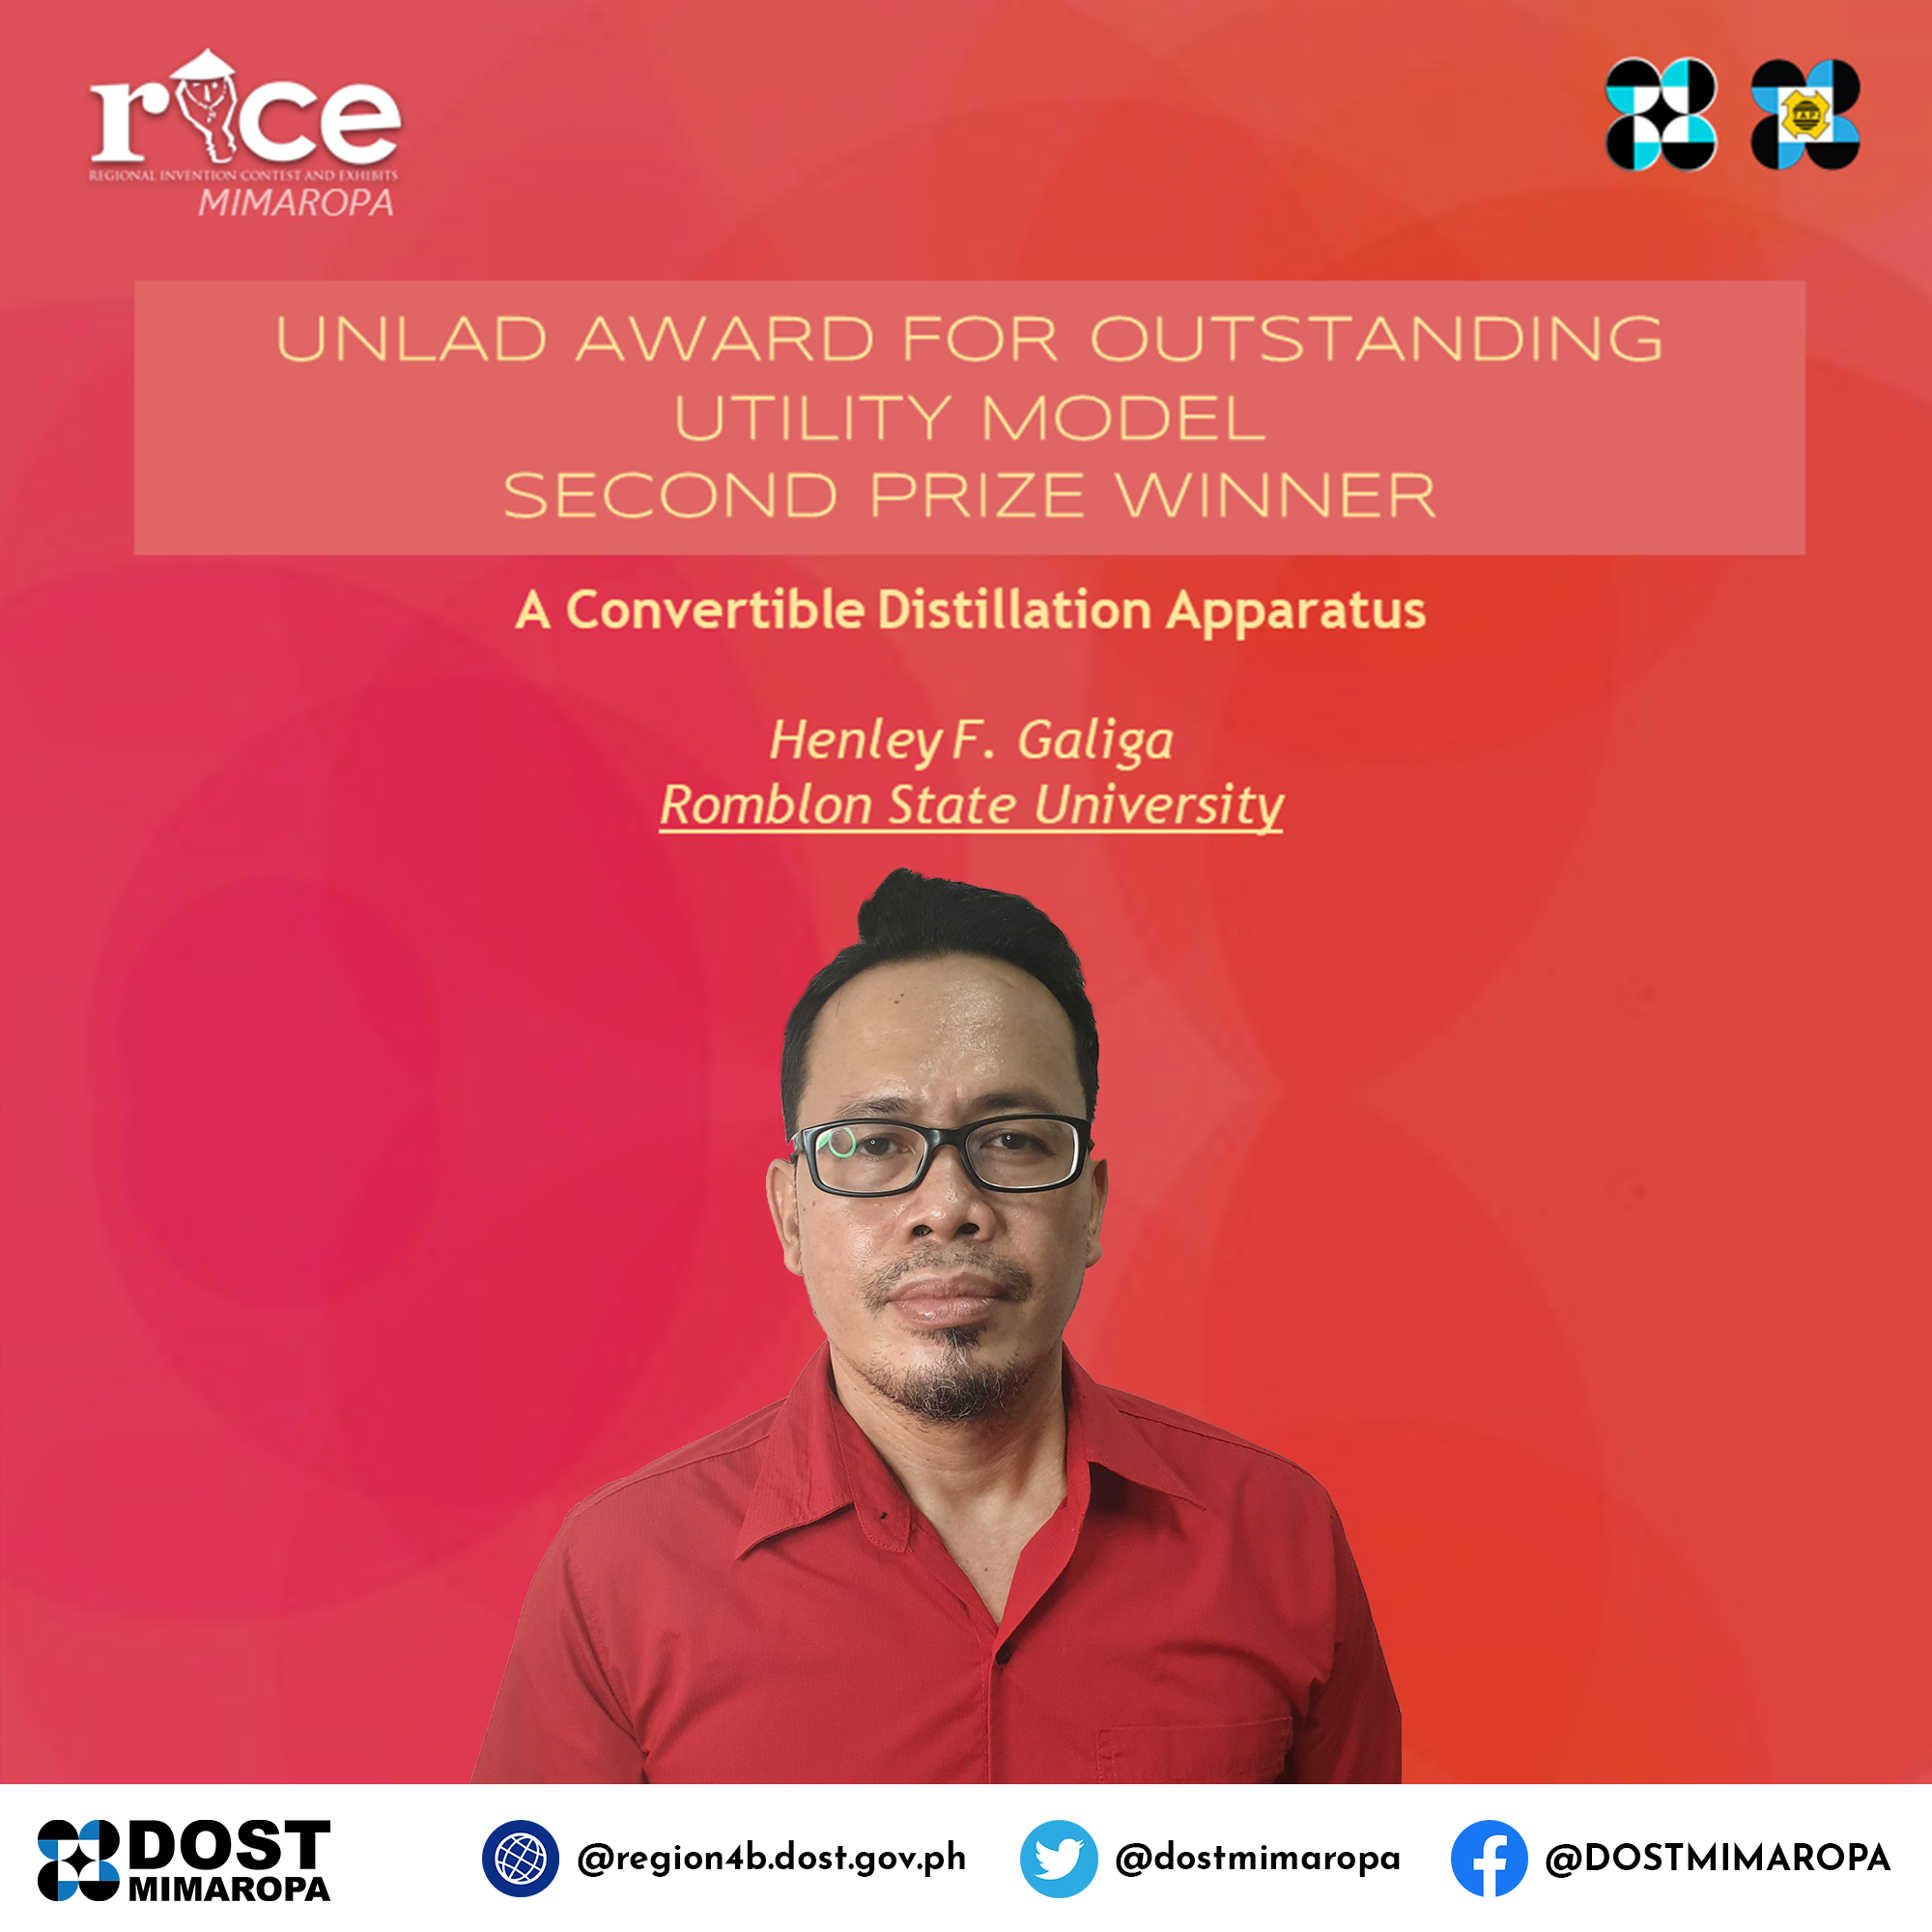 rice
REGIONAL INVENTION CONTEST AND EXHIBITS
MIMAROPA
UNLAD AWARD FOR OUTSTANDING
UTILITY MODEL
SECOND PRIZE WINNER
A Convertible Distillation Apparatus
Henley F. Galiga
Romblon State University
DOST
MIMAROPA
@region4b.dost.gov.ph
@dostmimaropa
@DOSTMIMAROPA